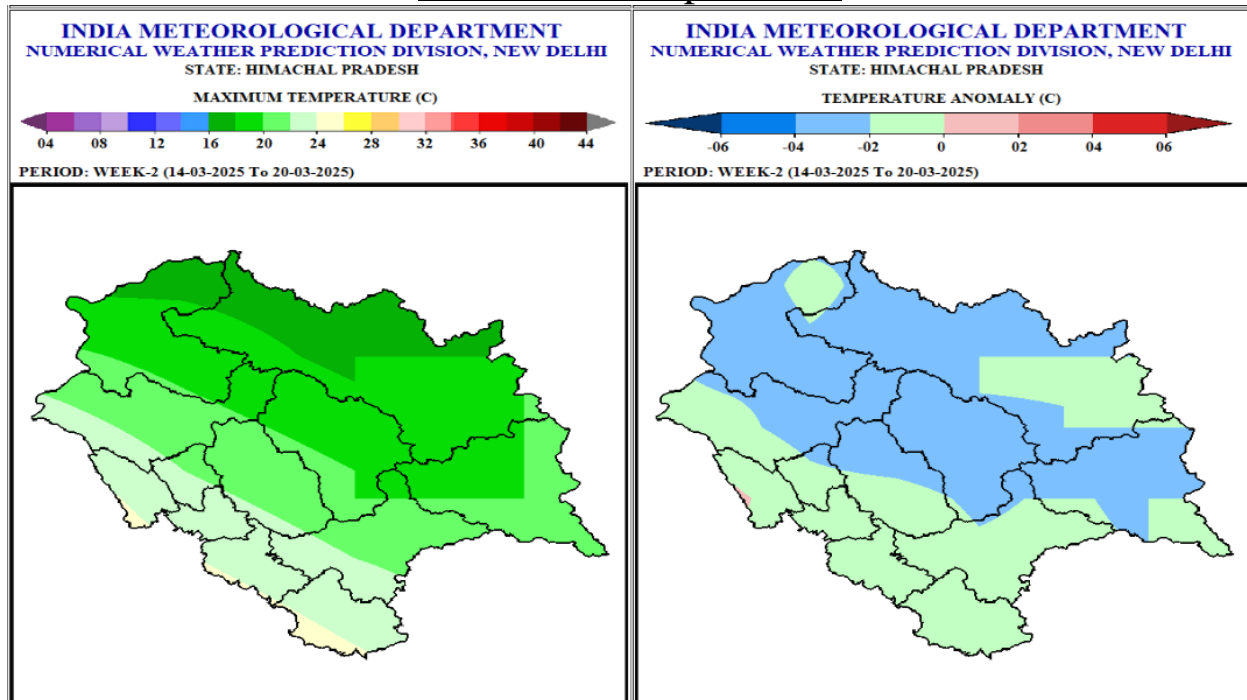 INDIA METEOROLOGICAL DEPARTMENT
NUMERICAL WEATHER PREDICTION DIVISION, NEW DELHI
STATE: HIMACHAL PRADESH
MAXIMUM TEMPERATURE (C)
04 08 12 16 20 24 28 32 36 40 44
PERIOD: WEEK-2 (14-03-2025 To 20-03-2025)
INDIA METEOROLOGICAL DEPARTMENT
NUMERICAL WEATHER PREDICTION DIVISION, NEW DELHI
STATE: HIMACHAL PRADESH
TEMPERATURE ANOMALY (C)
-06 -04 -02 0 02 04 06
PERIOD: WEEK-2 (14-03-2025 To 20-03-2025)